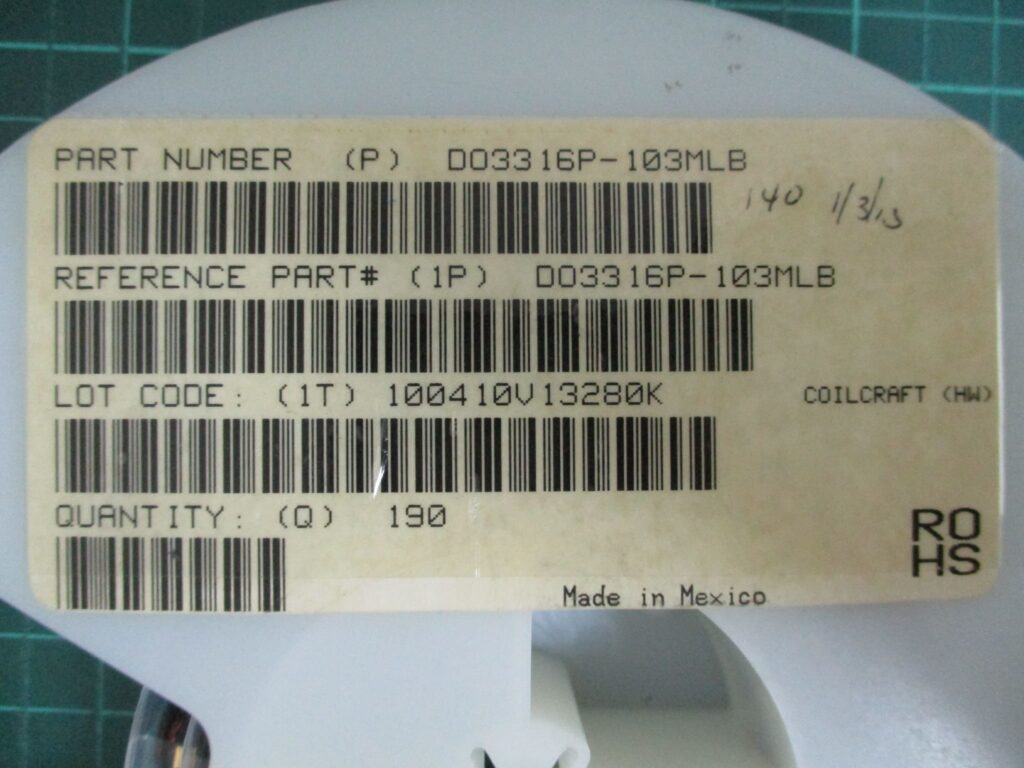 PART NUMBER (P) DO3316P-103MLB
140 1/3/13
REFERENCE PART# (1P) DO3316P-103MLB
LOT CODE: (1T) 100410V13280K
COILCRAFT (HW)
QUANTITY: (Q) 190
RO
HS
Made in Mexico